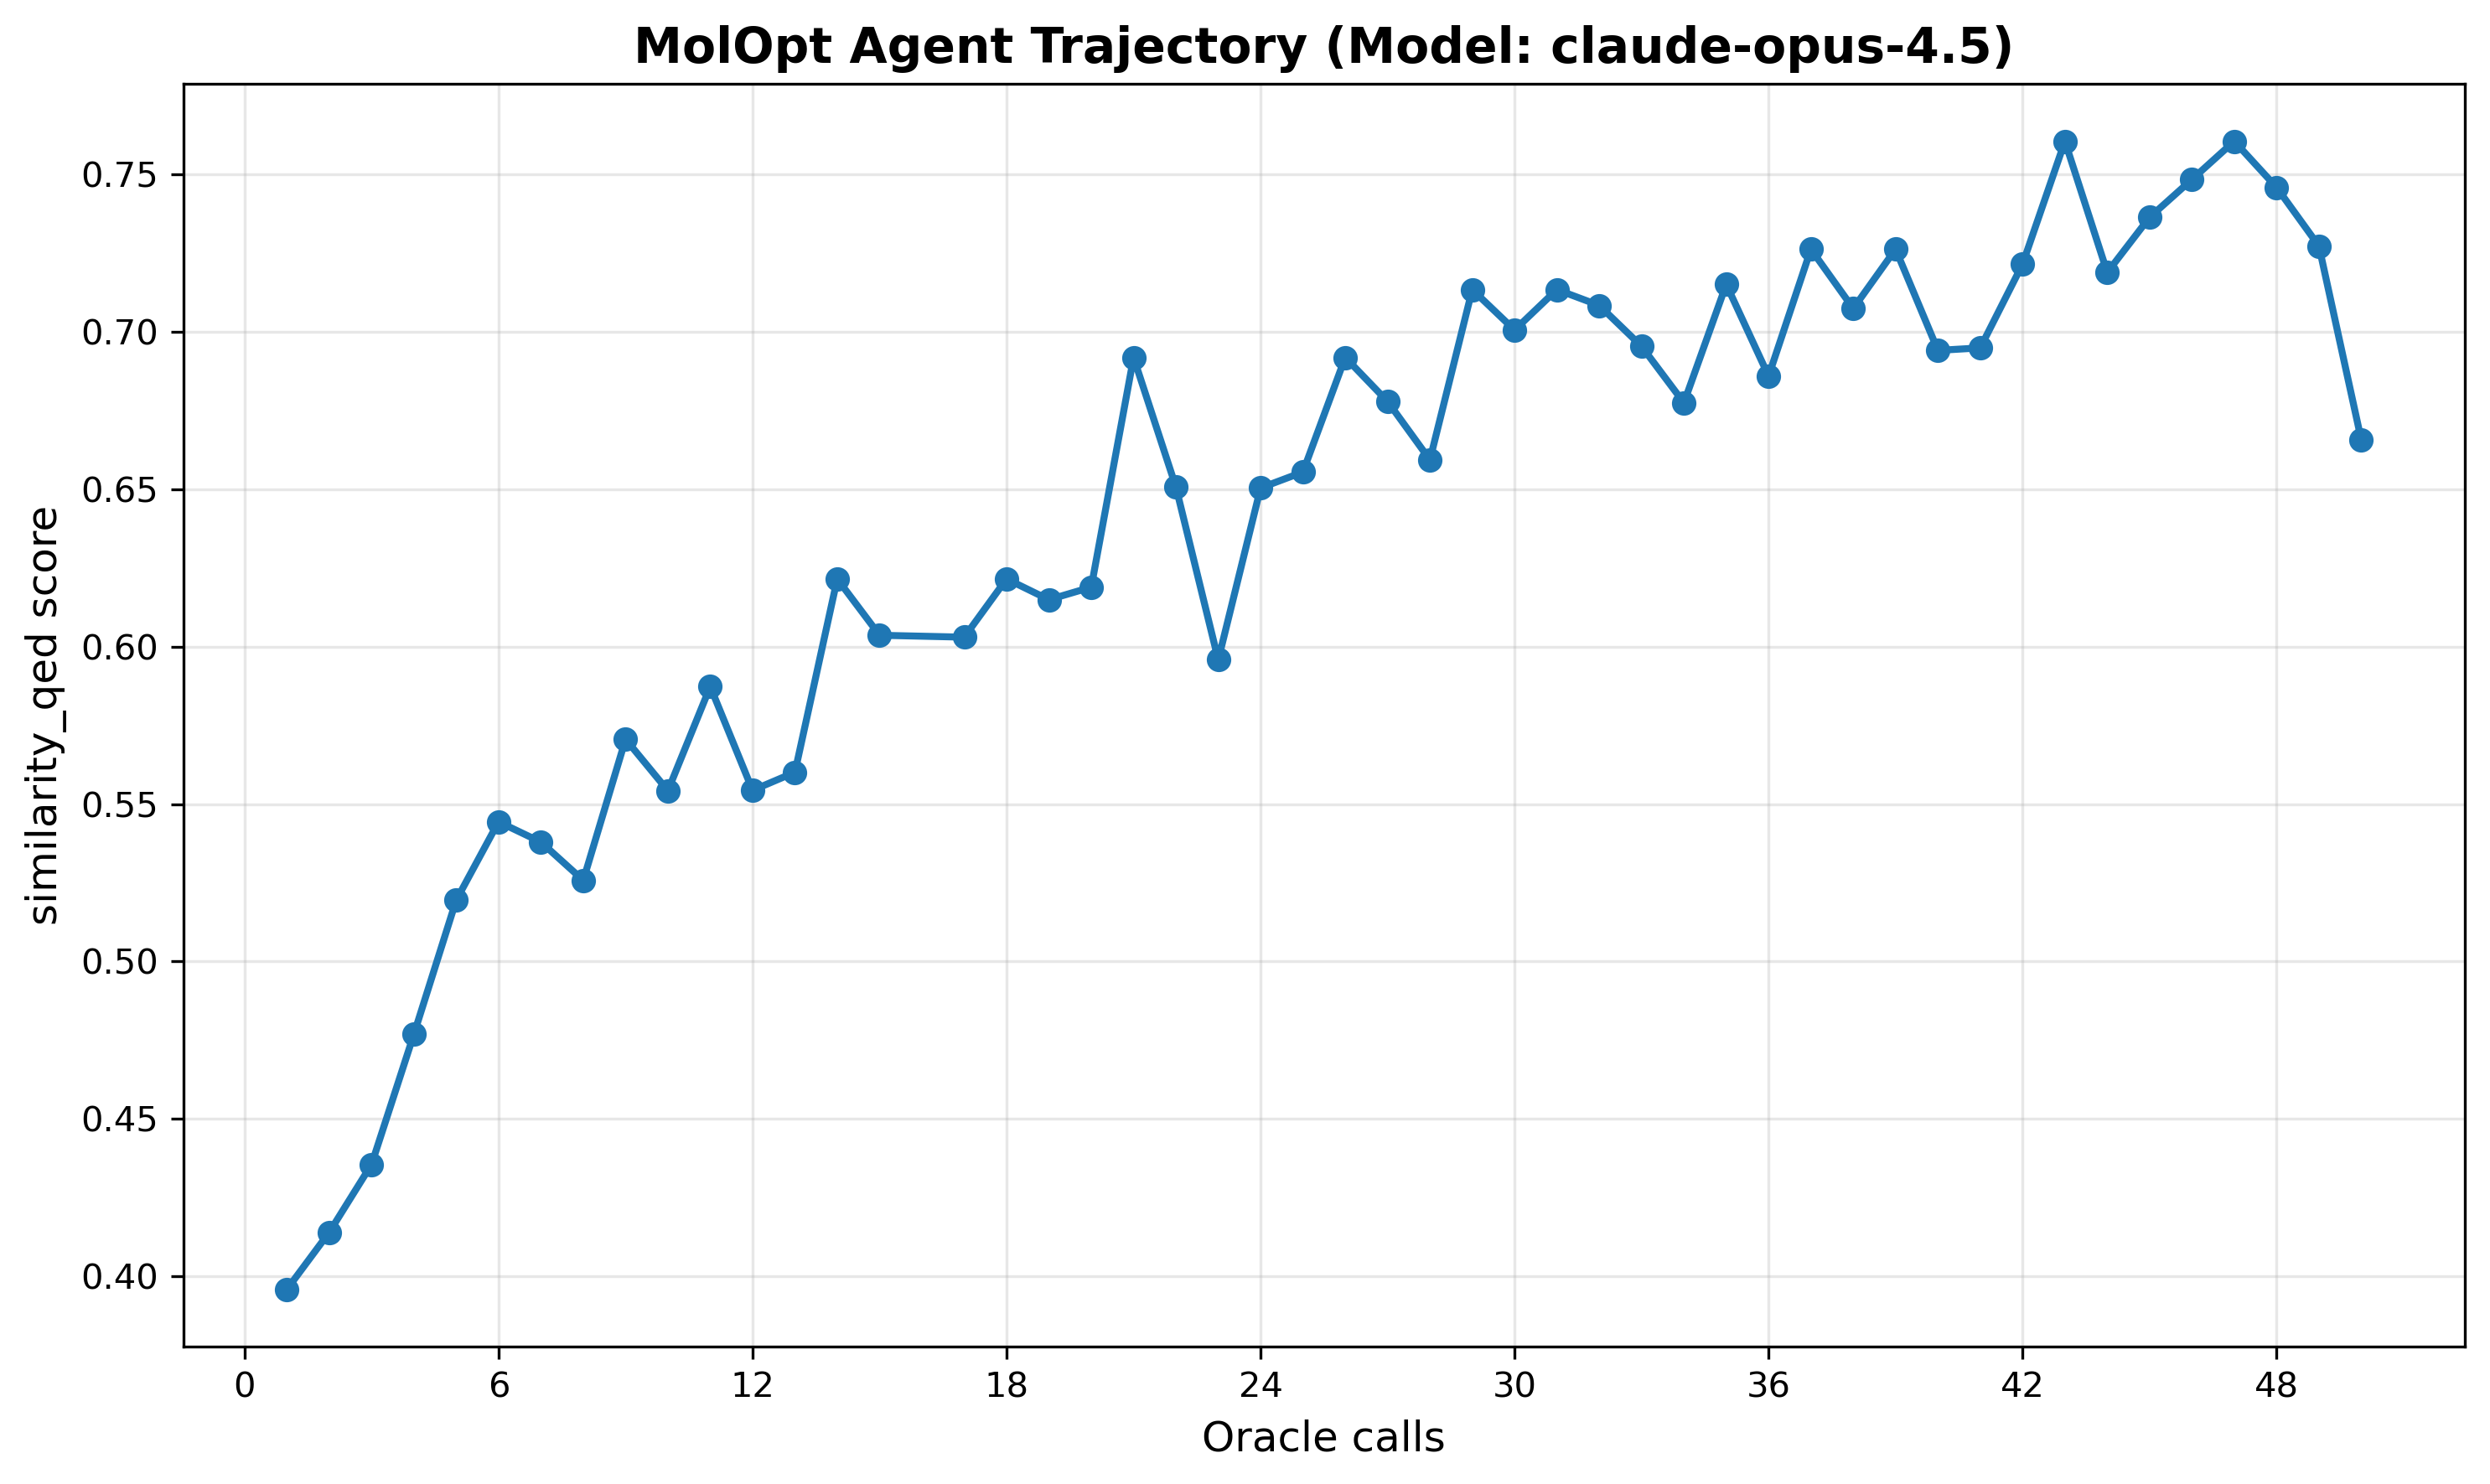 MolOpt Agent Trajectory (Model: claude-opus-4.5)
similarity_qed score
0.75
0.70
0.65
0.60
0.55
0.50
0.45
0.40
0 6 12 18 24 30 36 42 48
Oracle calls